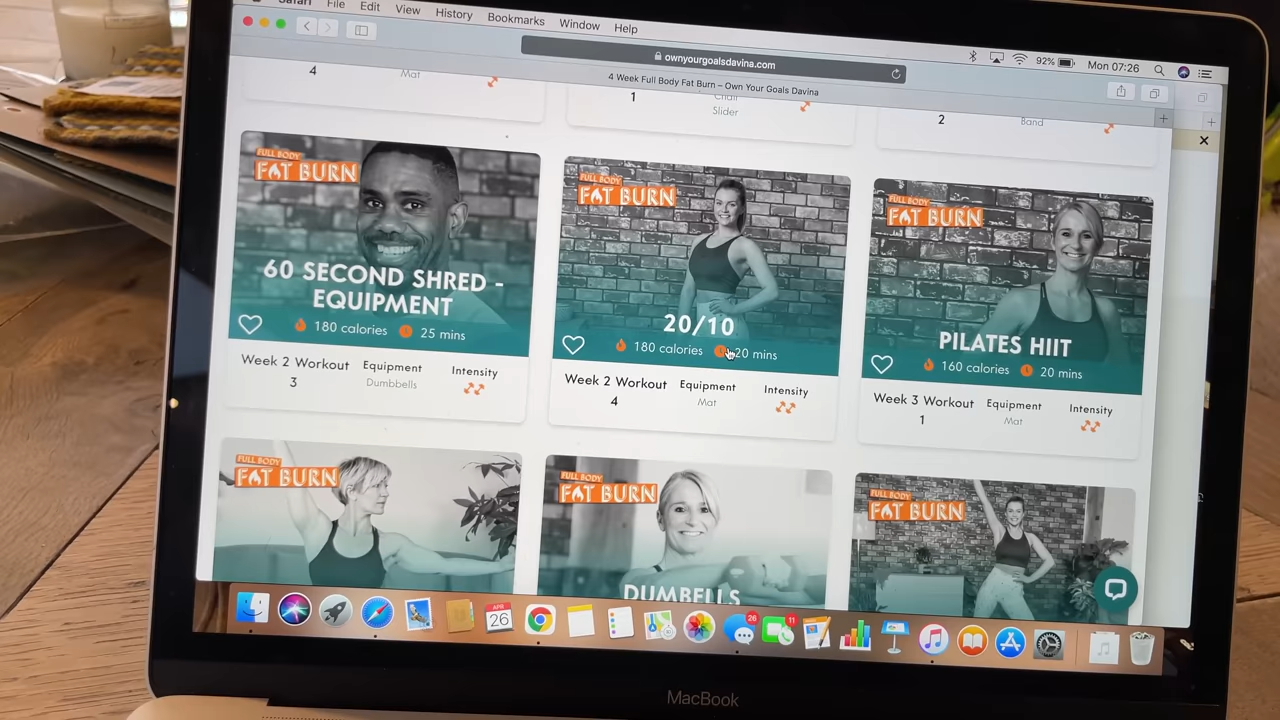 Safari File Edit View History Bookmarks Window Help
92% Mon 07:26
ownyourgoalsdavina.com
4 Week Full Body Fat Burn – Own Your Goals Davina
4
Mat
1
Chair
Slider
2
Band
FULL BODY
FAT BURN
60 SECOND SHRED -
EQUIPMENT
180 calories 25 mins
Week 2 Workout
3
Equipment
Dumbbells
Intensity
FULL BODY
FAT BURN
20/10
180 calories 20 mins
Week 2 Workout
4
Equipment
Mat
Intensity
FULL BODY
FAT BURN
PILATES HIIT
160 calories 20 mins
Week 3 Workout
1
Equipment
Mat
Intensity
FULL BODY
FAT BURN
FULL BODY
FAT BURN
DUMBELLS
FULL BODY
FAT BURN
APR
26
26
11
MacBook